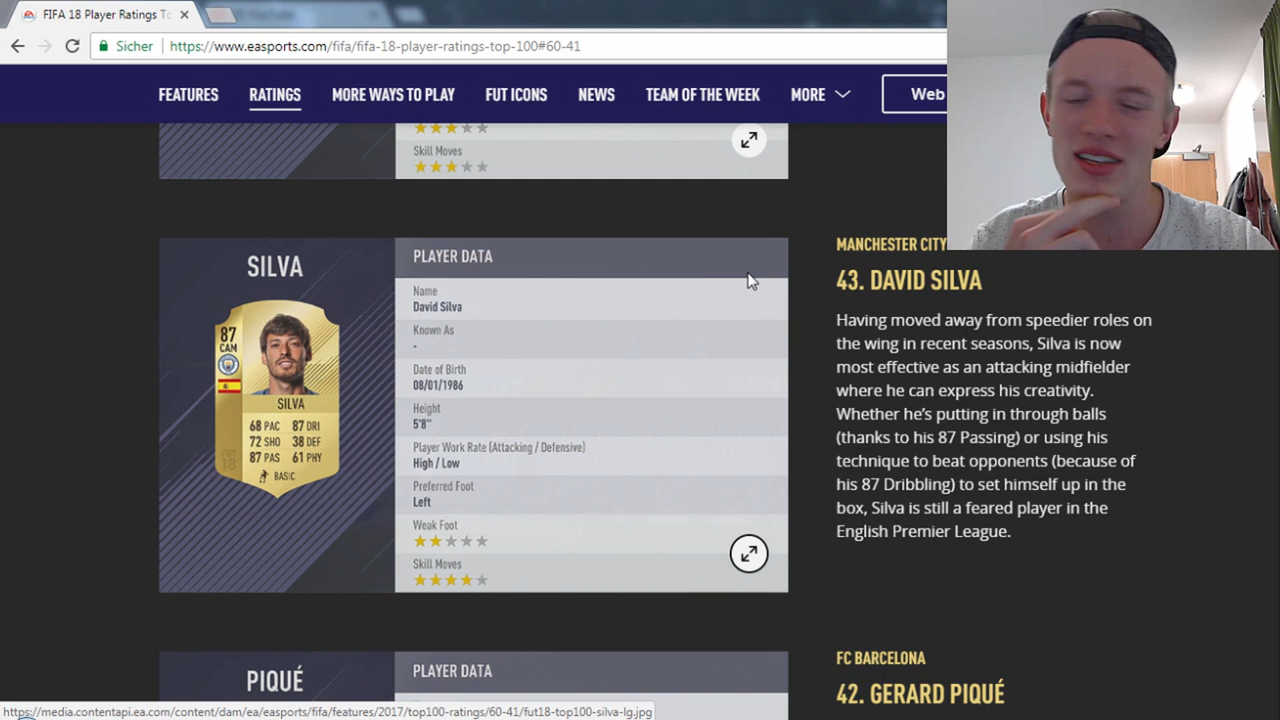 FIFA 18 Player Ratings To
Sicher
https://www.easports.com/fifa/fifa-18-player-ratings-top-100#60-41
FEATURES
RATINGS
MORE WAYS TO PLAY
FUT ICONS
NEWS
TEAM OF THE WEEK
MORE
Web
Skill Moves
SILVA
87
CAM
SILVA
68 PAC 87 DRI
72 SHO 38 DEF
87 PAS 61 PHY
BASIC
PLAYER DATA
Name
David Silva
Known As
-
Date of Birth
08/01/1986
Height
5'8"
Player Work Rate (Attacking / Defensive)
High / Low
Preferred Foot
Left
Weak Foot
Skill Moves
MANCHESTER CITY
43. DAVID SILVA
Having moved away from speedier roles on
the wing in recent seasons, Silva is now
most effective as an attacking midfielder
where he can express his creativity.
Whether he's putting in through balls
(thanks to his 87 Passing) or using his
technique to beat opponents (because of
his 87 Dribbling) to set himself up in the
box, Silva is still a feared player in the
English Premier League.
PIQUÉ
PLAYER DATA
FC BARCELONA
42. GERARD PIQUÉ
https://media.contentapi.ea.com/content/dam/ea/easports/fifa/features/2017/top100-ratings/60-41/fut18-top100-silva-lg.jpg